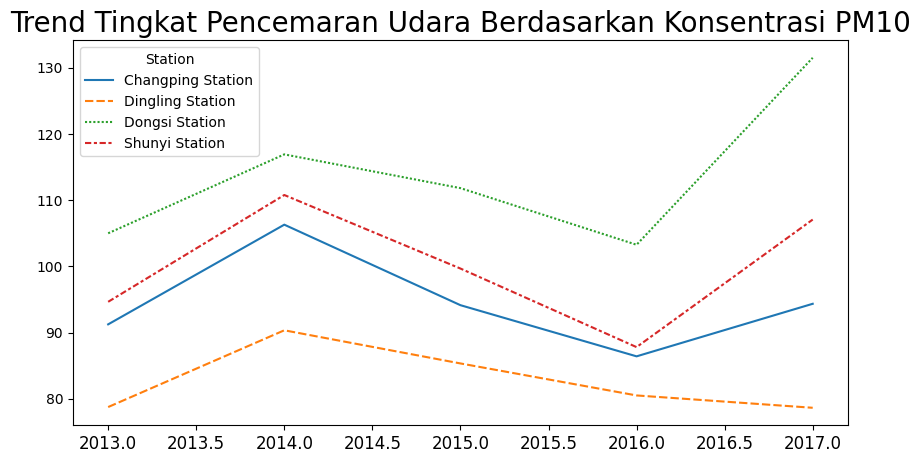 Trend Tingkat Pencemaran Udara Berdasarkan Konsentrasi PM10
Station
Changping Station
Dingling Station
Dongsi Station
Shunyi Station
130
120
110
100
90
80
2013.0 2013.5 2014.0 2014.5 2015.0 2015.5 2016.0 2016.5 2017.0